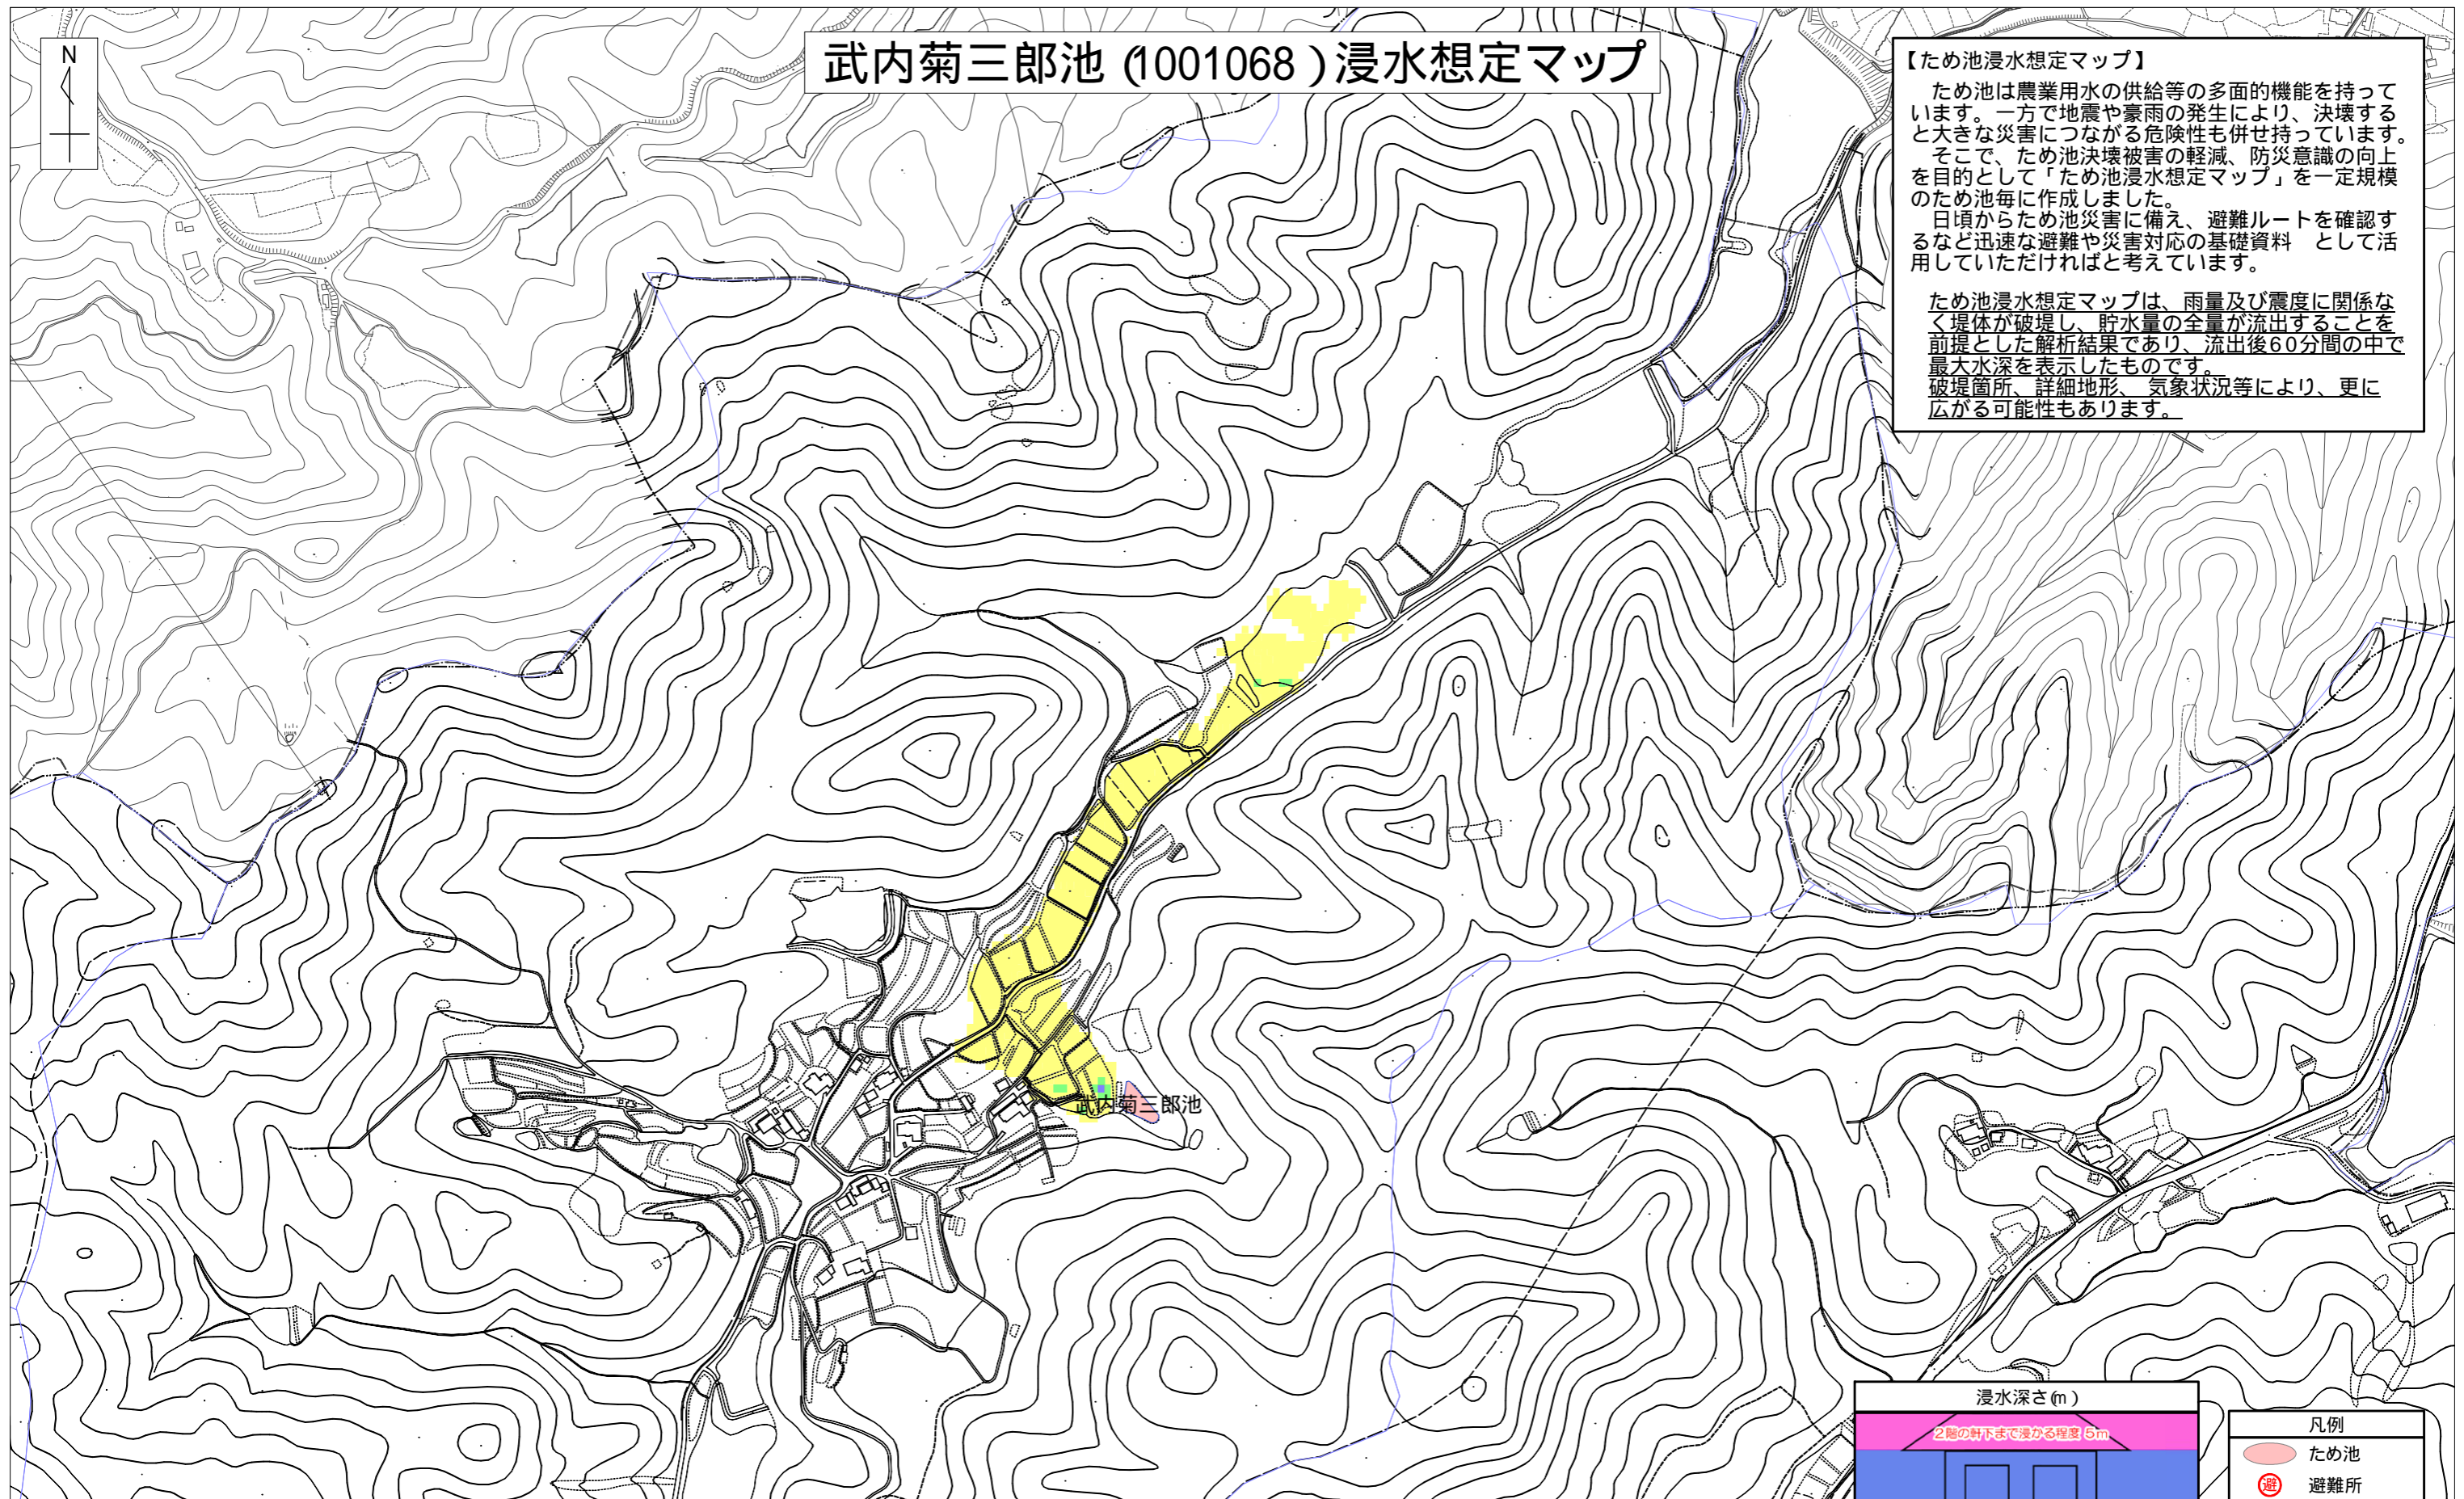 N
武内菊三郎池 (1001068 ) 浸水想定マップ
【ため池浸水想定マップ】
ため池は農業用水の供給等の多面的機能を持って
います。一方で地震や豪雨の発生により、決壊する
と大きな災害につながる危険性も併せ持っています。
そこで、ため池決壊被害の軽減、防災意識の向上
を目的として「ため池浸水想定マップ」を一定規模
のため池毎に作成しました。
日頃からため池災害に備え、避難ルートを確認す
るなど迅速な避難や災害対応の基礎資料 として活
用していただければと考えています。
ため池浸水想定マップは、雨量及び震度に関係な
く堤体が破堤し、貯水量の全量が流出することを
前提とした解析結果であり、流出後60分間の中で
最大水深を表示したものです。
破堤箇所、詳細地形、 気象状況等により、更に
広がる可能性もあります。
武内菊三郎池
浸水深さ(m )
2階の軒下まで浸かる程度 5m
凡例
ため池
避 避難所